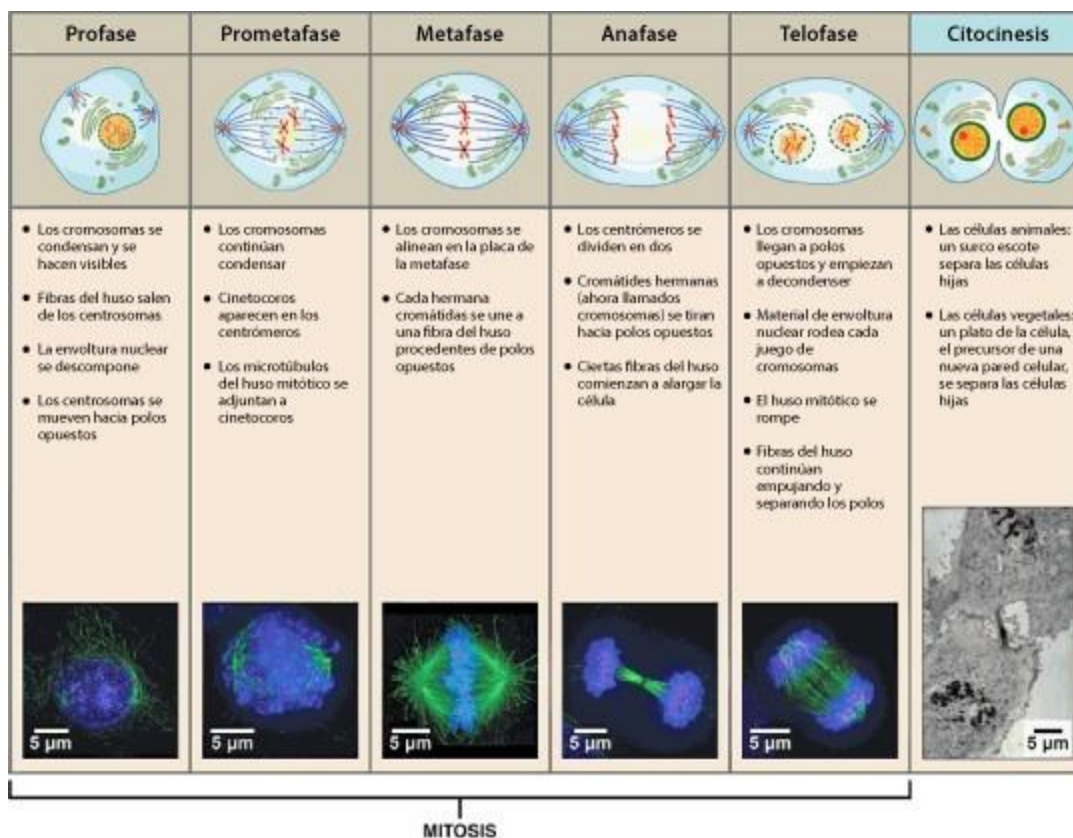 Profase
Prometafase
Metafase
Anafase
Telofase
Citocinesis
• Los cromosomas se
condensan y se
hacen visibles
• Fibras del huso salen
de los centrosomas
• La envoltura nuclear
se descompone
• Los centrosomas se
mueven hacia polos
opuestos
• Los cromosomas
continúan
condensar
• Cinetocoros
aparecen en los
centrómeros
• Los microtúbulos
del huso mitótico se
adjuntan a
cinetocoros
• Los cromosomas se
alinean en la placa de
la metafase
• Cada hermana
cromátidas se une a
a una fibra del huso
procedentes de polos
opuestos
• Los centrómeros se
dividen en dos
• Cromátides hermanas
(ahora llamados
cromosomas) se tiran
hacia polos opuestos
• Ciertas fibras del huso
comienzan a alargar la
célula
• Los cromosomas
llegan a polos
opuestos y empiezan
a decondenser
• Material de envoltura
nuclear rodea cada
juego de
cromosomas
• El huso mitótico se
rompe
• Fibras del huso
continúan
empujando y
separando los polos
• Las células animales:
un surco escote
separa las células
hijas
• Las células vegetales:
un plato de la célula,
el precursor de una
nueva pared celular,
se separa las células
hijas
5 µm
5 µm
5 µm
5 µm
5 µm
5 µm
MITOSIS